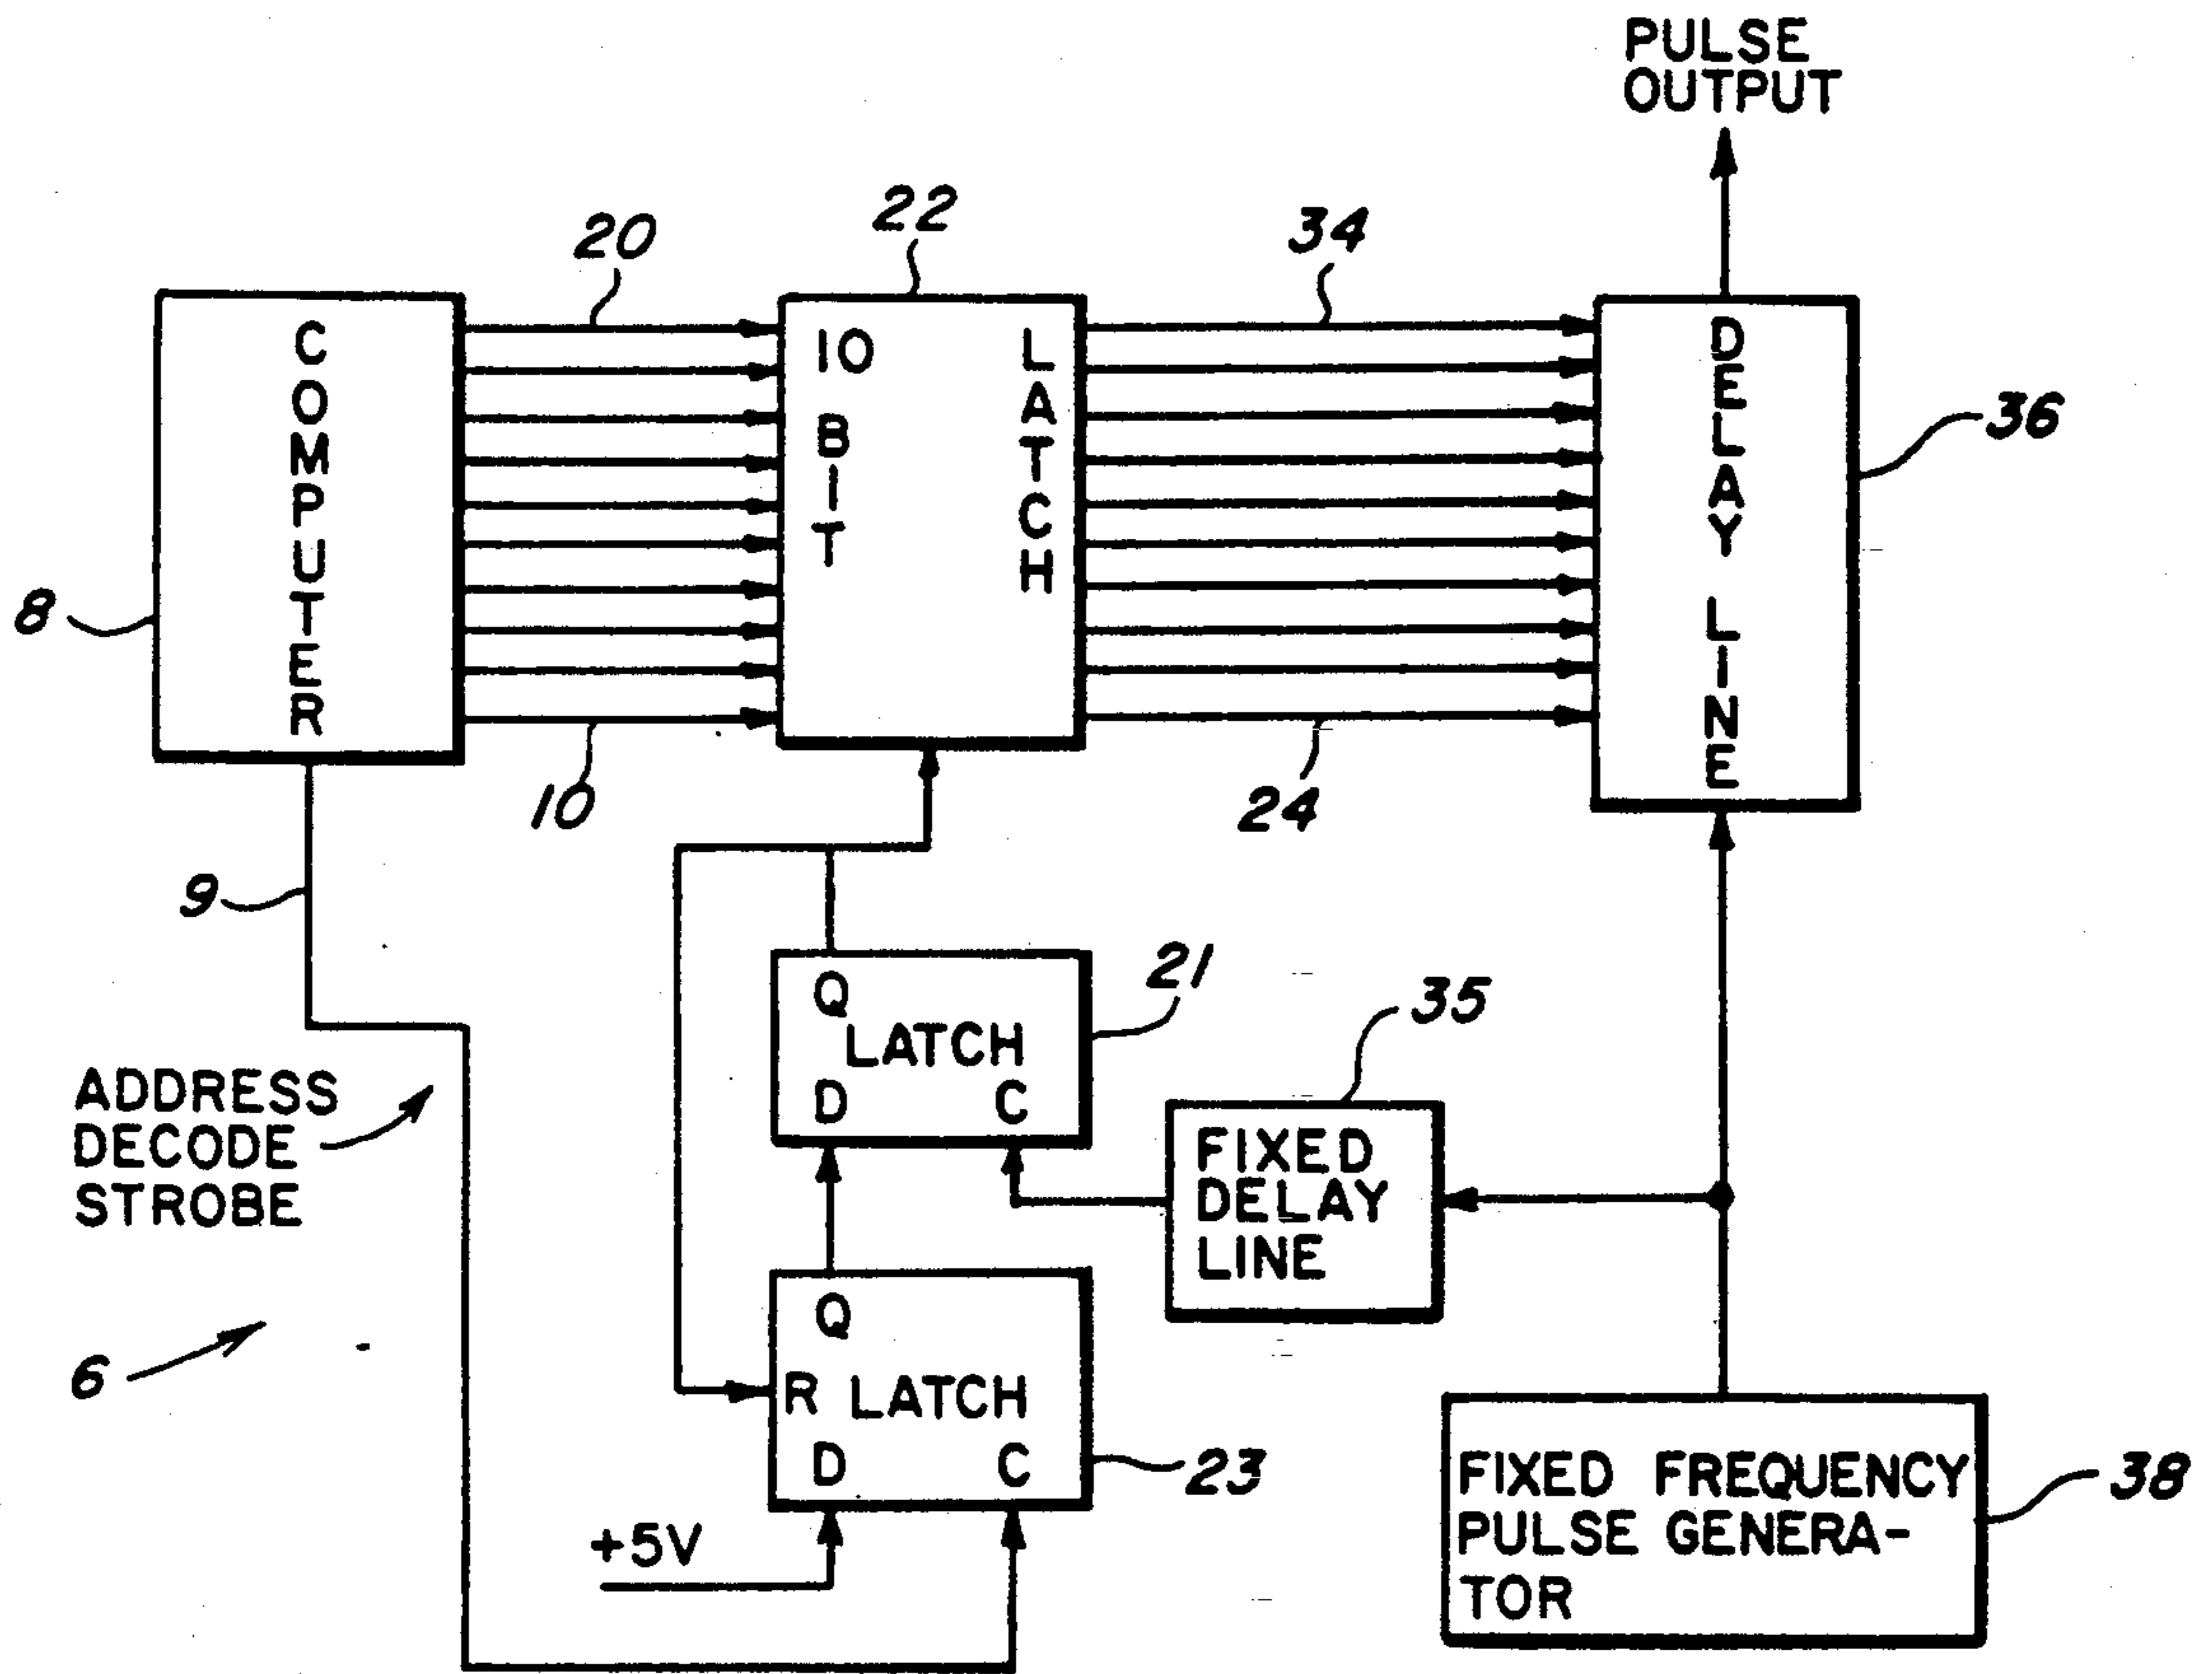 PULSE
OUTPUT
20
22
34
COMPUTER
10
BIT
LATCH
DELAY LINE
36
8
10
24
9
Q
LATCH
D C
21
35
ADDRESS
DECODE
STROBE
FIXED
DELAY
LINE
6
Q
R LATCH
D C
23
+5V
FIXED FREQUENCY
PULSE GENERA-
TOR
38